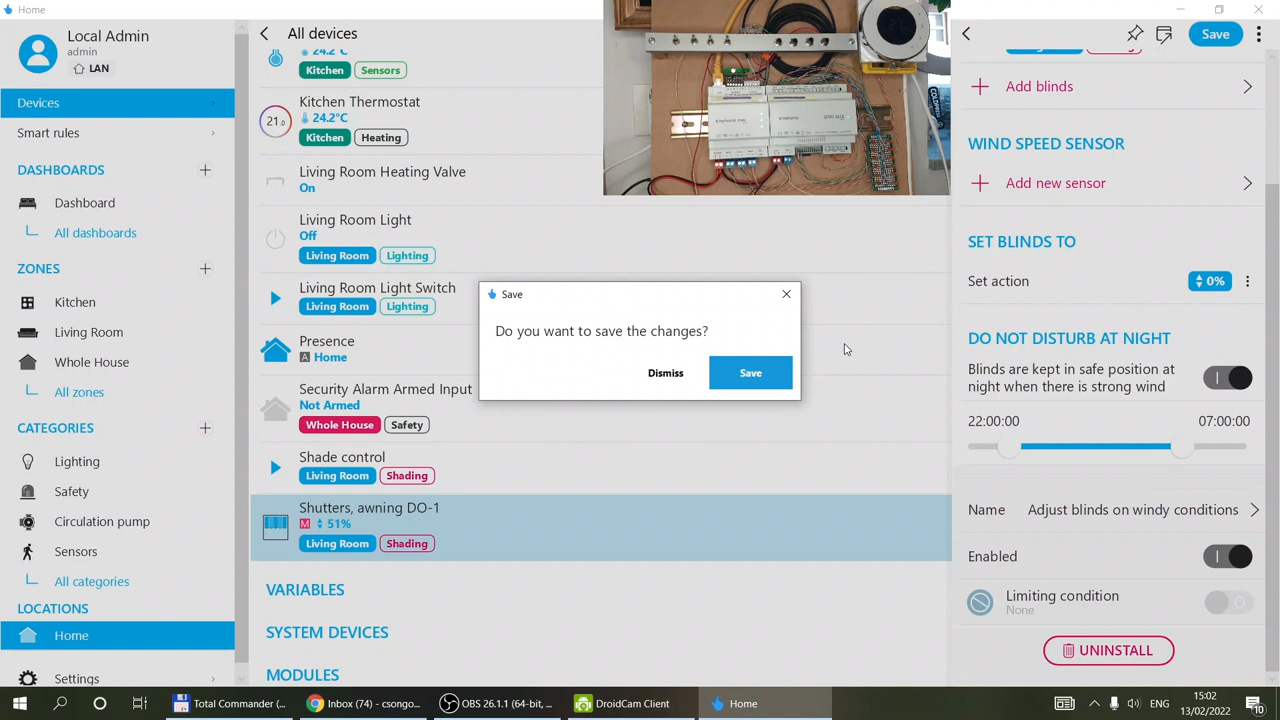 Home
Local Admin
admin
LAN
Devices
Smart rules
DASHBOARDS
Dashboard
All dashboards
ZONES
Kitchen
Living Room
Whole House
All zones
CATEGORIES
Lighting
Safety
Circulation pump
Sensors
All categories
LOCATIONS
Home
Settings
All devices
24.2°C
Kitchen Sensors
Kitchen Thermostat
21.0
24.2°C
Kitchen Heating
Living Room Heating Valve
On
Living Room Light
Off
Living Room Lighting
Living Room Light Switch
Living Room Lighting
Presence
A Home
Security Alarm Armed Input
Not Armed
Whole House Safety
Shade control
Living Room Shading
Shutters, awning DO-1
M 51%
Living Room Shading
VARIABLES
SYSTEM DEVICES
MODULES
Save
Do you want to save the changes?
Dismiss Save
Save
Add blinds
WIND SPEED SENSOR
Add new sensor
SET BLINDS TO
Set action 0%
DO NOT DISTURB AT NIGHT
Blinds are kept in safe position at
night when there is strong wind
22:00:00 07:00:00
Name Adjust blinds on windy conditions
Enabled
Limiting condition
None
UNINSTALL
Total Commander (...
Inbox (74) - csongo...
OBS 26.1.1 (64-bit, ...
DroidCam Client
Home
ENG
15:02
13/02/2022
10